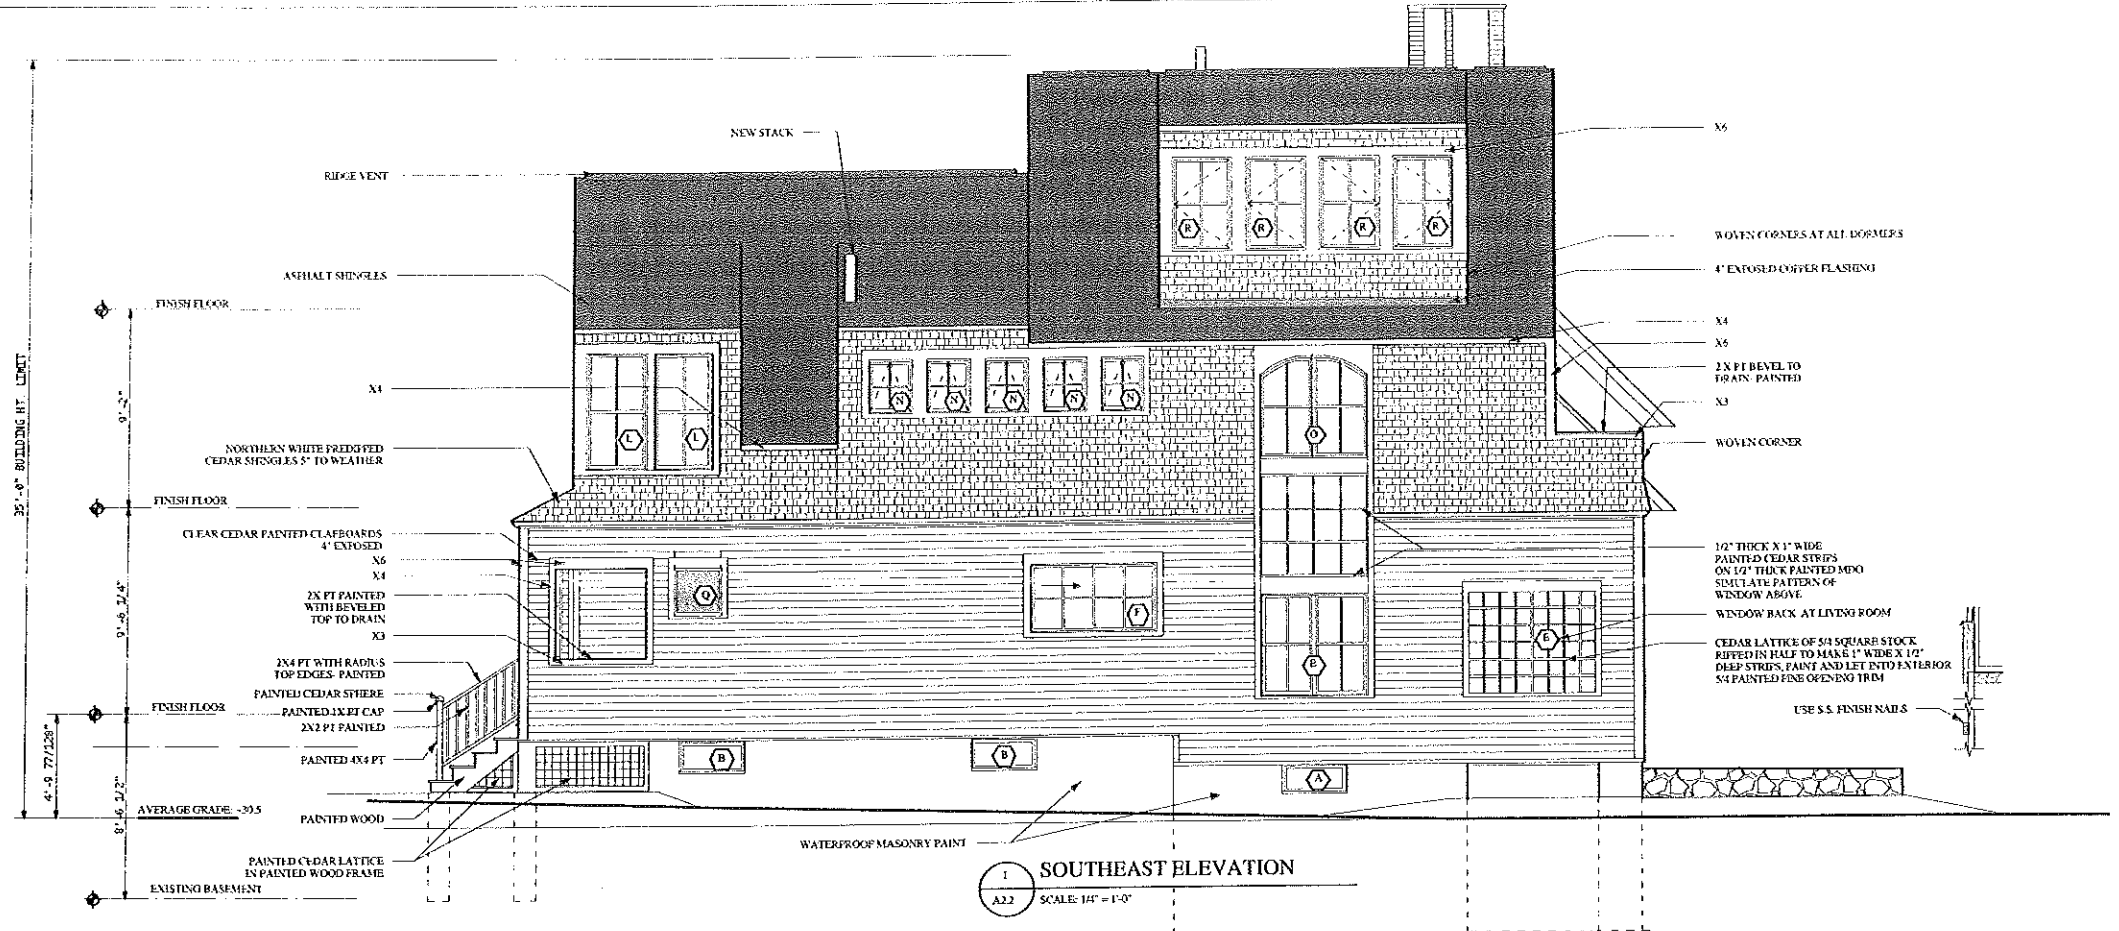 NEW STACK
RIDGE VENT
ASPHALT SHINGLES
FINISH FLOOR
35'-0" BUILDING HT. LIMIT
9'-2"
X4
NORTHERN WHITE PREDIPPED
CEDAR SHINGLES 5" TO WEATHER
FINISH FLOOR
CLEAR CEDAR PAINTED CLAPBOARDS
4" EXPOSED
X6
X4
2X PT PAINTED
WITH BEVELED
TOP TO DRAIN
X3
9'-6 3/4"
2X4 PT WITH RADIUS
TOP EDGES- PAINTED
PAINTED CEDAR SPHERE
FINISH FLOOR
PAINTED 1X PT CAP
2X2 PT PAINTED
PAINTED 4X4 PT
4'-9 77/128"
8'-6 1/2"
AVERAGE GRADE: ~30.5
PAINTED WOOD
PAINTED CEDAR LATTICE
IN PAINTED WOOD FRAME
EXISTING BASEMENT
R
R
R
R
L
L
N
N
N
N
N
O
Q
F
E
E
B
B
A
X6
WOVEN CORNERS AT ALL DORMERS
4" EXPOSED COPPER FLASHING
X4
X6
2 X PT BEVEL TO
DRAIN- PAINTED
X3
WOVEN CORNER
1/2" THICK X 1" WIDE
PAINTED CEDAR STRIPS
ON 1/2" THICK PAINTED MDO
SIMULATE PATTERN OF
WINDOW ABOVE
WINDOW BACK AT LIVING ROOM
CEDAR LATTICE OF 5/4 SQUARE STOCK
RIPPED IN HALF TO MAKE 1" WIDE X 1/2"
DEEP STRIPS, PAINT AND LET INTO EXTERIOR
5/4 PAINTED PINE OPENING TRIM
USE S.S. FINISH NAILS
WATERPROOF MASONRY PAINT
1
A2.2
SOUTHEAST ELEVATION
SCALE: 1/4" = 1'-0"